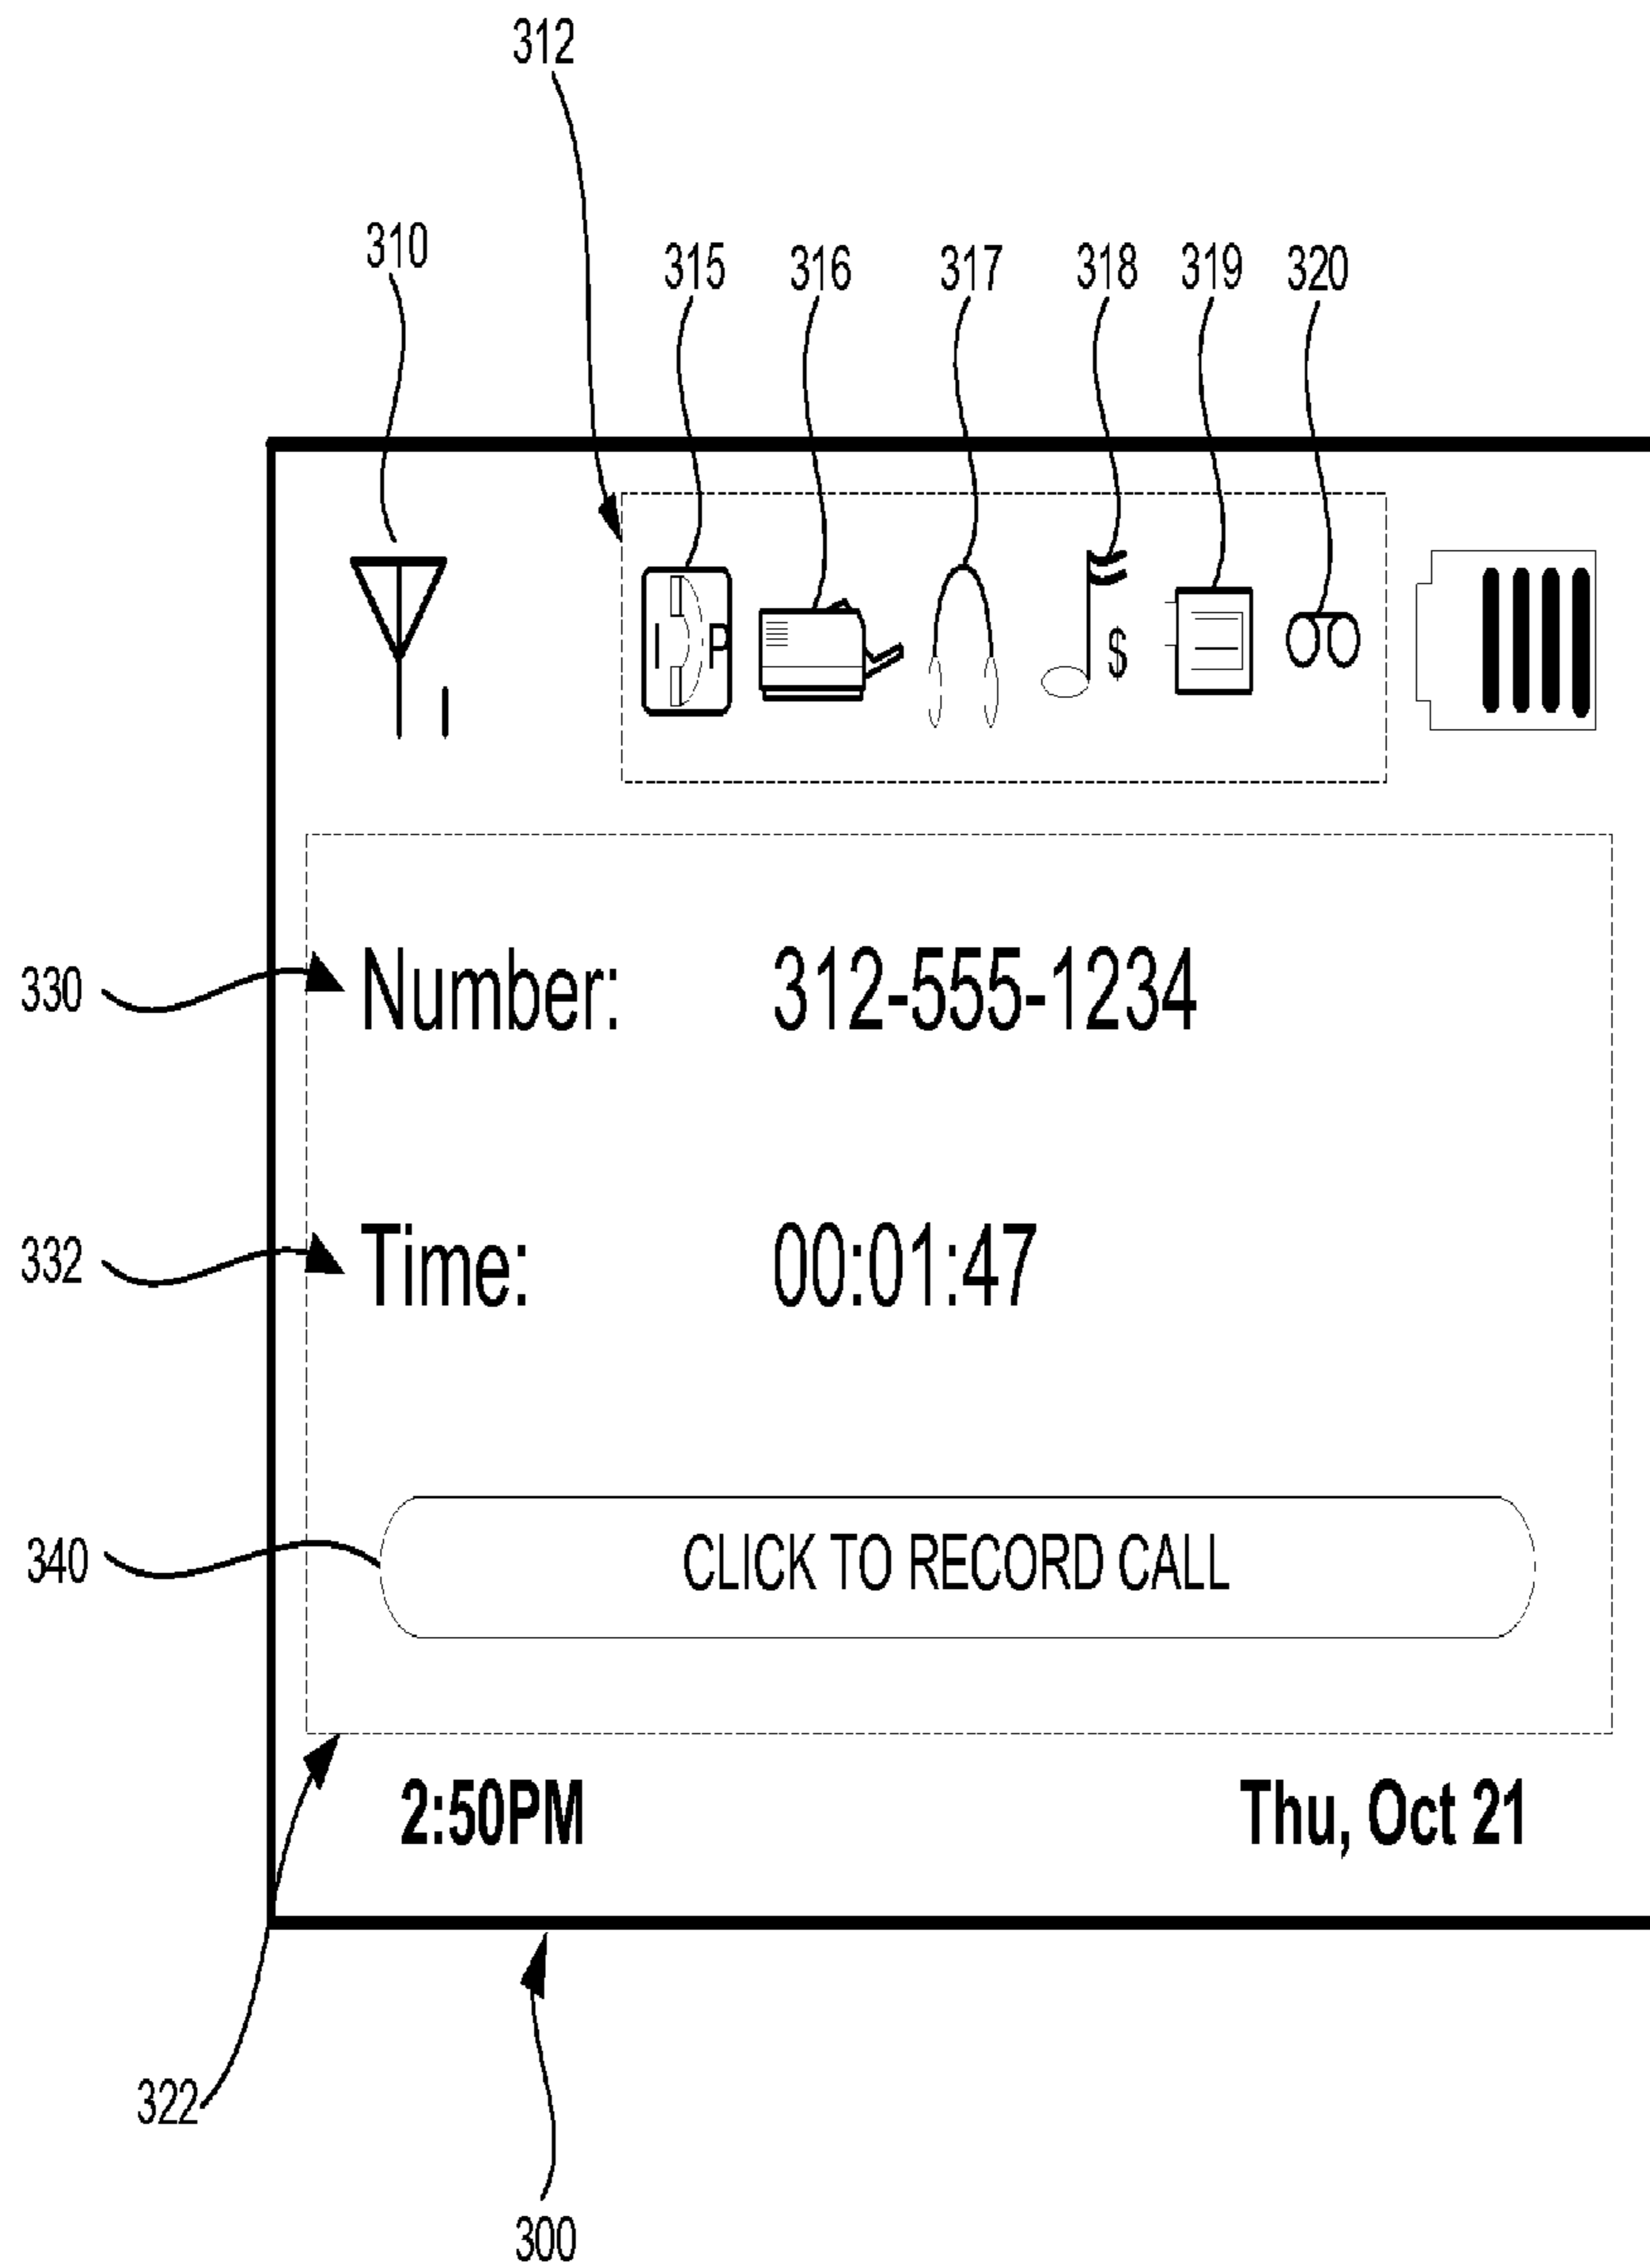 312
310
315 316 317 318 319 320
I P
$
330 Number: 312-555-1234
332 Time: 00:01:47
340 CLICK TO RECORD CALL
2:50PM Thu, Oct 21
322
300